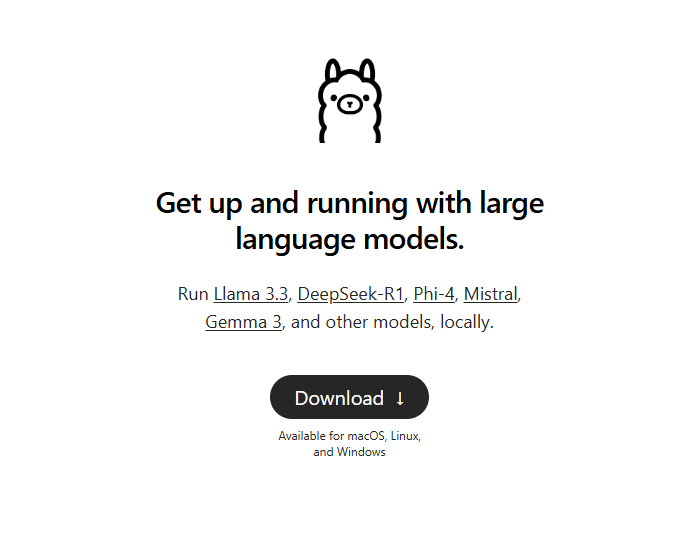 Get up and running with large
language models.
Run Llama 3.3, DeepSeek-R1, Phi-4, Mistral,
Gemma 3, and other models, locally.
Download ↓
Available for macOS, Linux,
and Windows